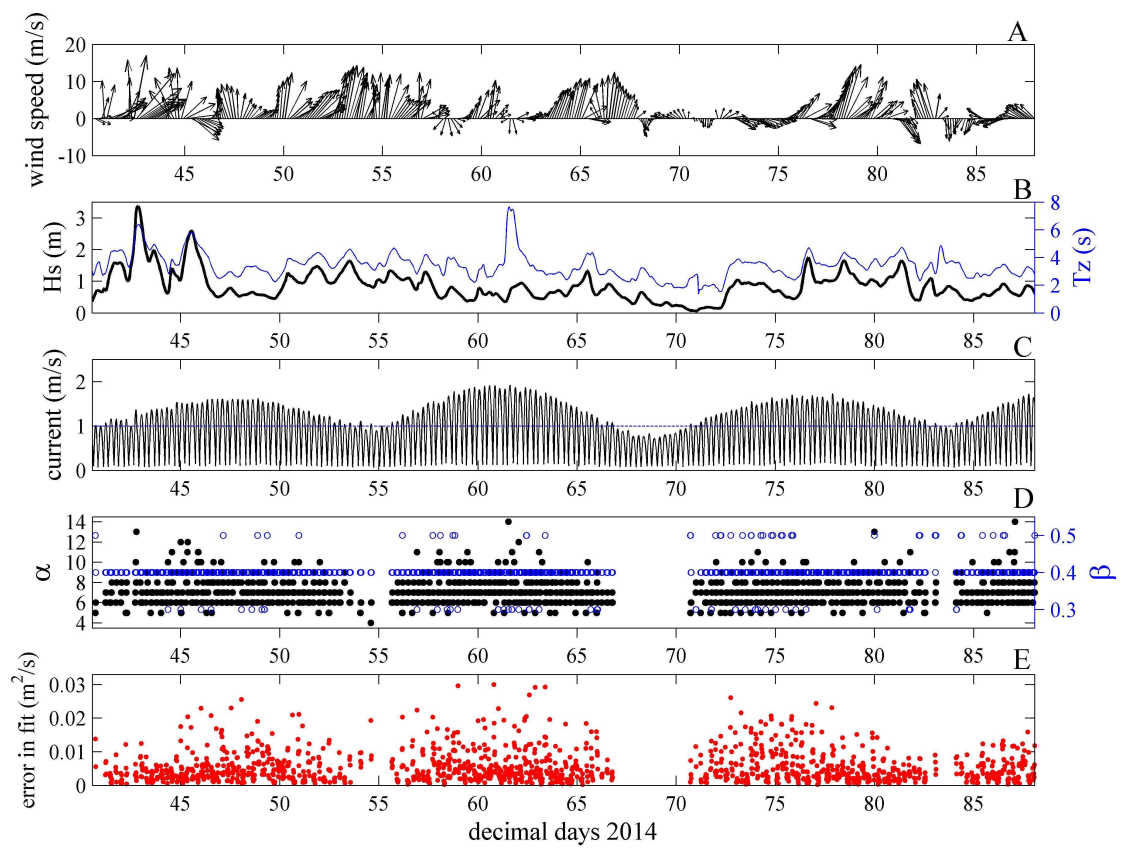 A
wind speed (m/s)
20
10
0
-10
45 50 55 60 65 70 75 80 85
B
Hs (m)
3
2
1
0
8
6
4
2
0
Tz (s)
45 50 55 60 65 70 75 80 85
C
current (m/s)
2
1
0
45 50 55 60 65 70 75 80 85
D
α
14
12
10
8
6
4
0.5
0.4
0.3
β
45 50 55 60 65 70 75 80 85
E
error in ffit (m²/s)
0.03
0.02
0.01
0
45 50 55 60 65 70 75 80 85
decimal days 2014